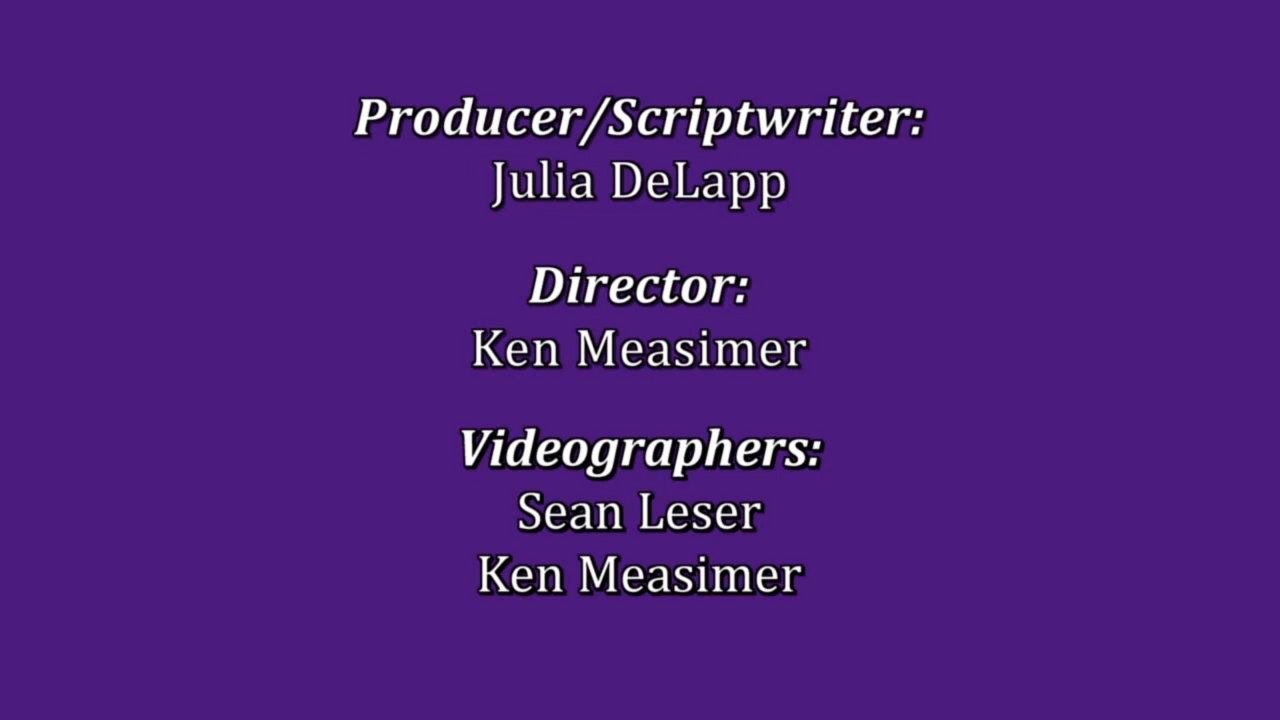 Producer/Scriptwriter:
Julia DeLapp
Director:
Ken Measimer
Videographers:
Sean Leser
Ken Measimer